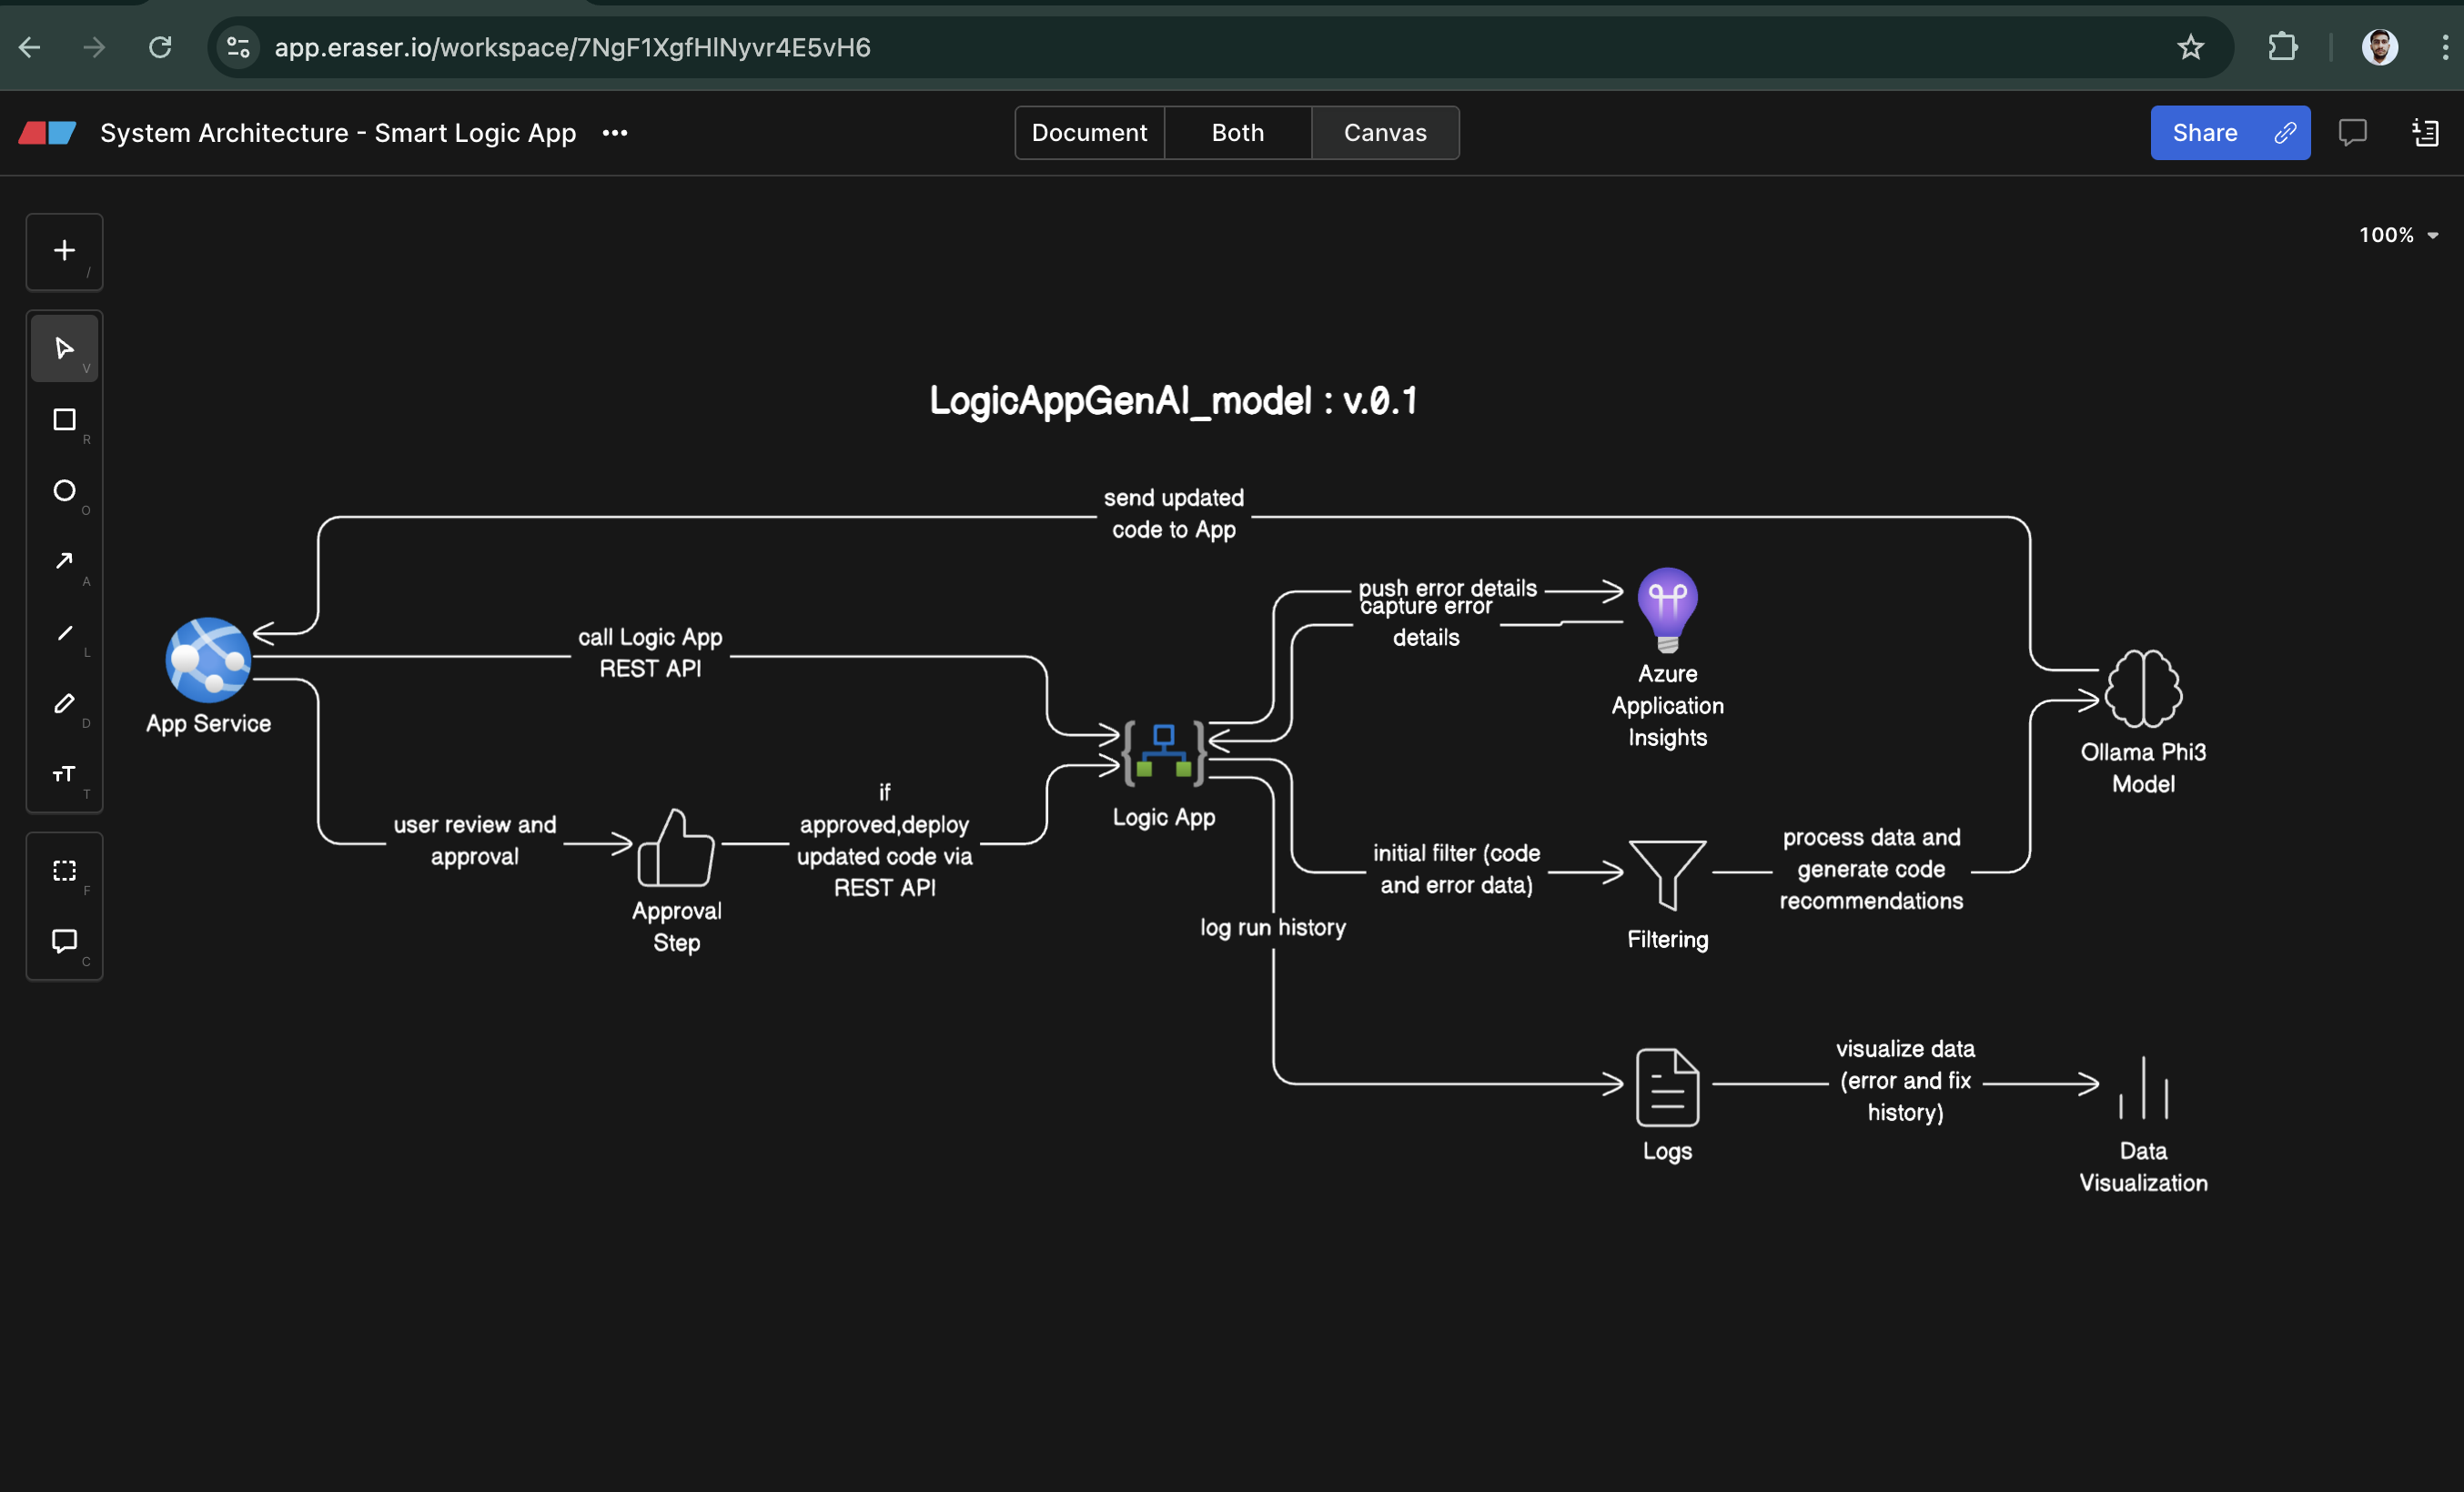 app.eraser.io/workspace/7NgF1XgfHlNyvr4E5vH6
System Architecture - Smart Logic App
Document
Both
Canvas
Share
100%
/
V
R
O
A
L
D
T
F
C
LogicAppGenAI_model : v.0.1
send updated
code to App
push error details
capture error
details
call Logic App
REST API
App Service
Azure
Application
Insights
Ollama Phi3
Model
Logic App
user review and
approval
if
approved,deploy
updated code via
REST API
Approval
Step
initial filter (code
and error data)
process data and
generate code
recommendations
Filtering
log run history
visualize data
(error and fix
history)
Logs
Data
Visualization